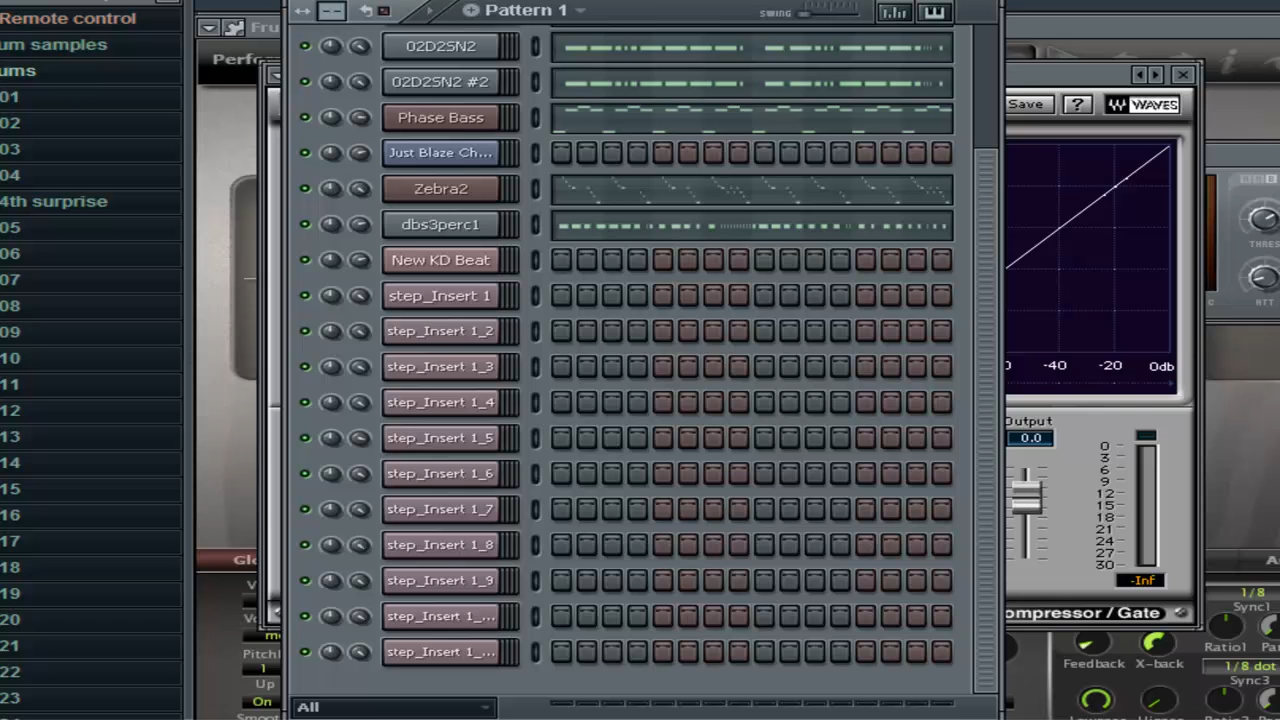 Remote control
um samples
ums
01
02
03
04
4th surprise
05
06
07
08
09
10
11
12
13
14
15
16
17
18
19
20
21
22
23
Fru
Perfo
Pattern 1
SWING
02D2SN2
02D2SN2 #2
Phase Bass
Just Blaze Ch...
Zebra2
dbs3perc1
New KD Beat
step_Insert 1
step_Insert 1_2
step_Insert 1_3
step_Insert 1_4
step_Insert 1_5
step_Insert 1_6
step_Insert 1_7
step_Insert 1_8
step_Insert 1_9
step_Insert 1_...
step_Insert 1_...
All
Save
?
WAVES
-40
-20
0db
Output
0.0
0
3
6
9
12
15
18
21
24
27
30
-Inf
ompressor / Gate
THRES
Glo
Pitch
1
Up
On
Smoot
1/8
Sync1
Ratio1
Feedback
X-back
1/8 dot
Sync3